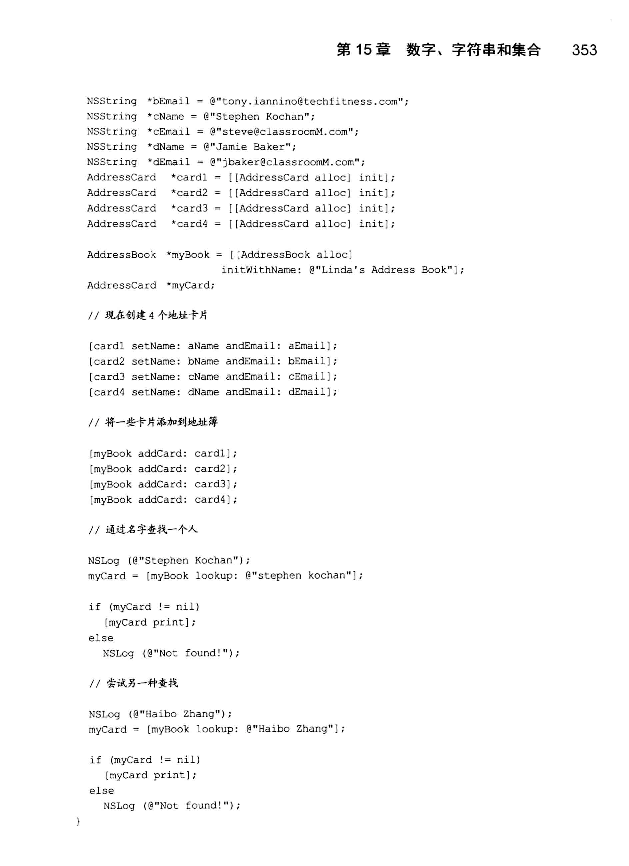 第 15 章 数字、字符串和集合 353
NSString *bEmail = @"tony.iannino@techfitness.com";
NSString *cName = @"Stephen Kochan";
NSString *cEmail = @"steve@classroomM.com";
NSString *dName = @"Jamie Baker";
NSString *dEmail = @"jbaker@classroomM.com";
AddressCard *card1 = [[AddressCard alloc] init];
AddressCard *card2 = [[AddressCard alloc] init];
AddressCard *card3 = [[AddressCard alloc] init];
AddressCard *card4 = [[AddressCard alloc] init];
AddressBook *myBook = [[AddressBook alloc]
initWithName: @"Linda's Address Book"];
AddressCard *myCard;
// 现在创建 4 个地址卡片
[card1 setName: aName andEmail: aEmail];
[card2 setName: bName andEmail: bEmail];
[card3 setName: cName andEmail: cEmail];
[card4 setName: dName andEmail: dEmail];
// 将一些卡片添加到地址簿
[myBook addCard: card1];
[myBook addCard: card2];
[myBook addCard: card3];
[myBook addCard: card4];
// 通过名字查找一个人
NSLog (@"Stephen Kochan");
myCard = [myBook lookup: @"stephen kochan"];
if (myCard != nil)
[myCard print];
else
NSLog (@"Not found!");
// 尝试另一种查找
NSLog (@"Haibo Zhang");
myCard = [myBook lookup: @"Haibo Zhang"];
if (myCard != nil)
[myCard print];
else
NSLog (@"Not found!");
}